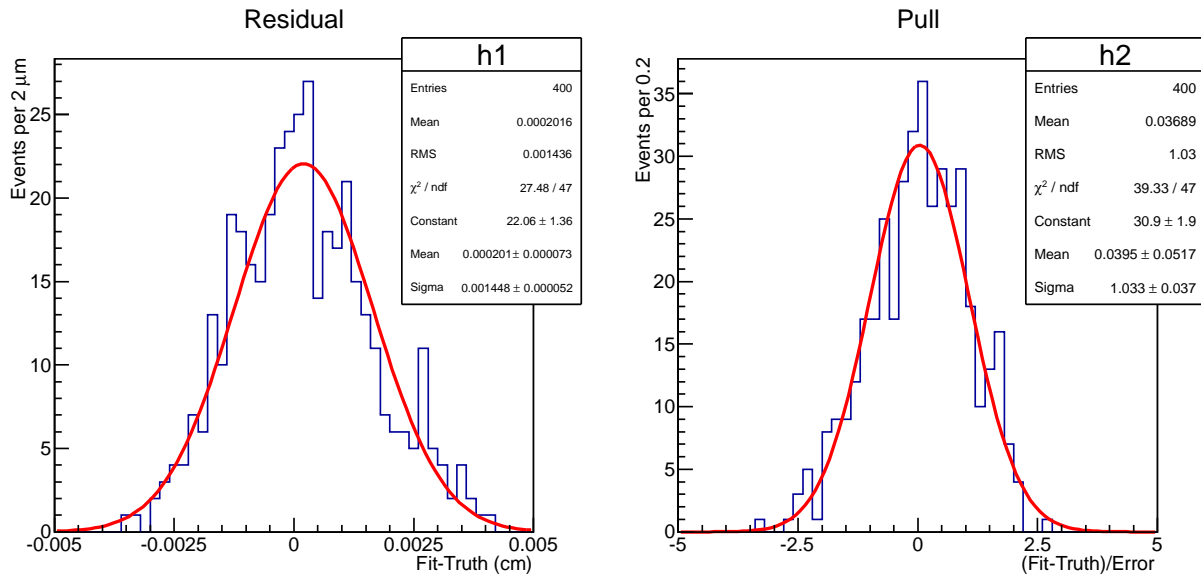 Residual
h1
Entries 400
Mean 0.0002016
RMS 0.001436
χ² / ndf 27.48 / 47
Constant 22.06 ± 1.36
Mean 0.000201 ± 0.000073
Sigma 0.001448 ± 0.000052
Events per 2 μm
25
20
15
10
5
0
-0.005 -0.0025 0 0.0025 0.005
Fit-Truth (cm)
Pull
h2
Entries 400
Mean 0.03689
RMS 1.03
χ² / ndf 39.33 / 47
Constant 30.9 ± 1.9
Mean 0.0395 ± 0.0517
Sigma 1.033 ± 0.037
Events per 0.2
35
30
25
20
15
10
5
0
-5 -2.5 0 2.5 5
(Fit-Truth)/Error